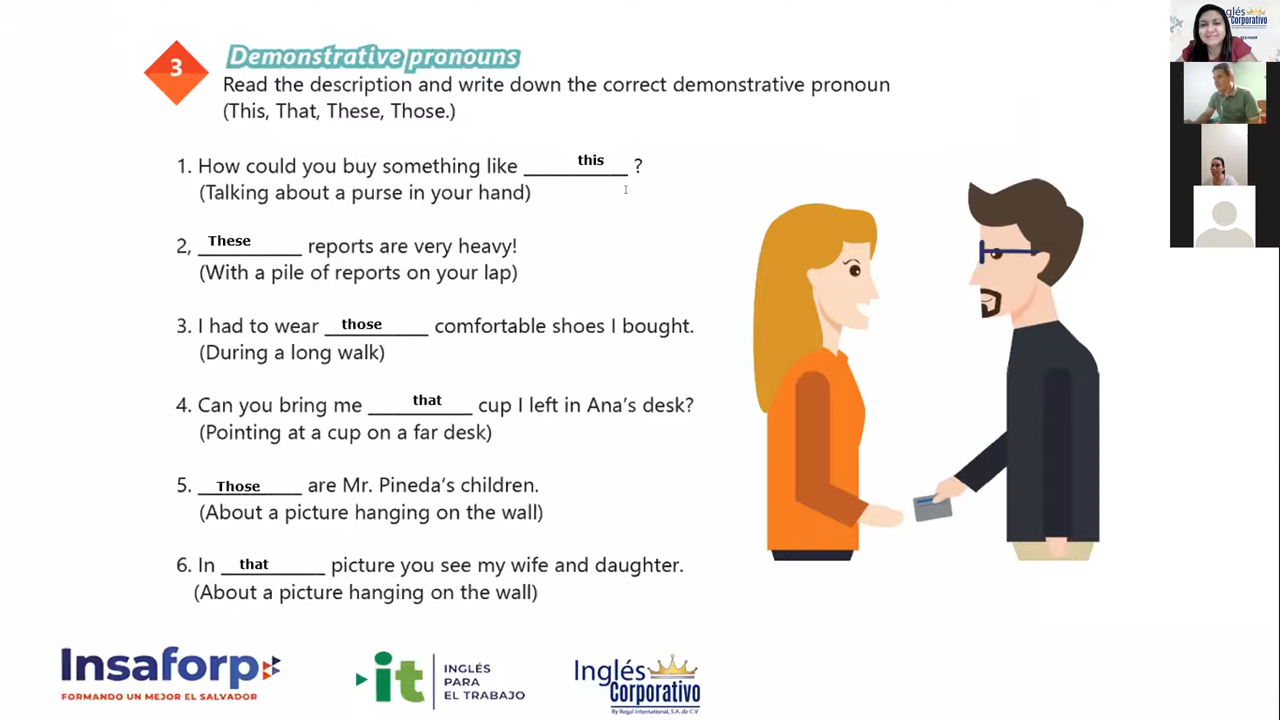 3
Demonstrative pronouns
Read the description and write down the correct demonstrative pronoun
(This, That, These, Those.)
1. How could you buy something like this ?
(Talking about a purse in your hand)
2, These reports are very heavy!
(With a pile of reports on your lap)
3. I had to wear those comfortable shoes I bought.
(During a long walk)
4. Can you bring me that cup I left in Ana's desk?
(Pointing at a cup on a far desk)
5. Those are Mr. Pineda's children.
(About a picture hanging on the wall)
6. In that picture you see my wife and daughter.
(About a picture hanging on the wall)
Insaforp
FORMANDO UN MEJOR EL SALVADOR
it
INGLÉS
PARA
EL TRABAJO
Inglés
Corporativo
By Regal International, S.A. de C.V
Inglés
Corporativo